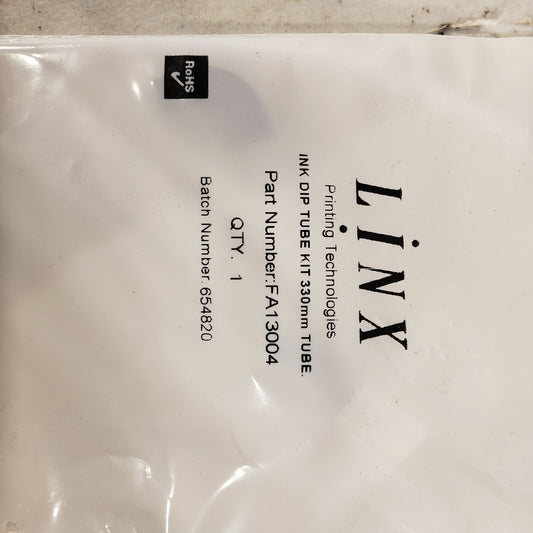 LiNX
Printing Technologies
INK DIP TUBE KIT 330mm TUBE.
Part Number:FA13004
QTY. 1
Batch Number. 654820
RoHS